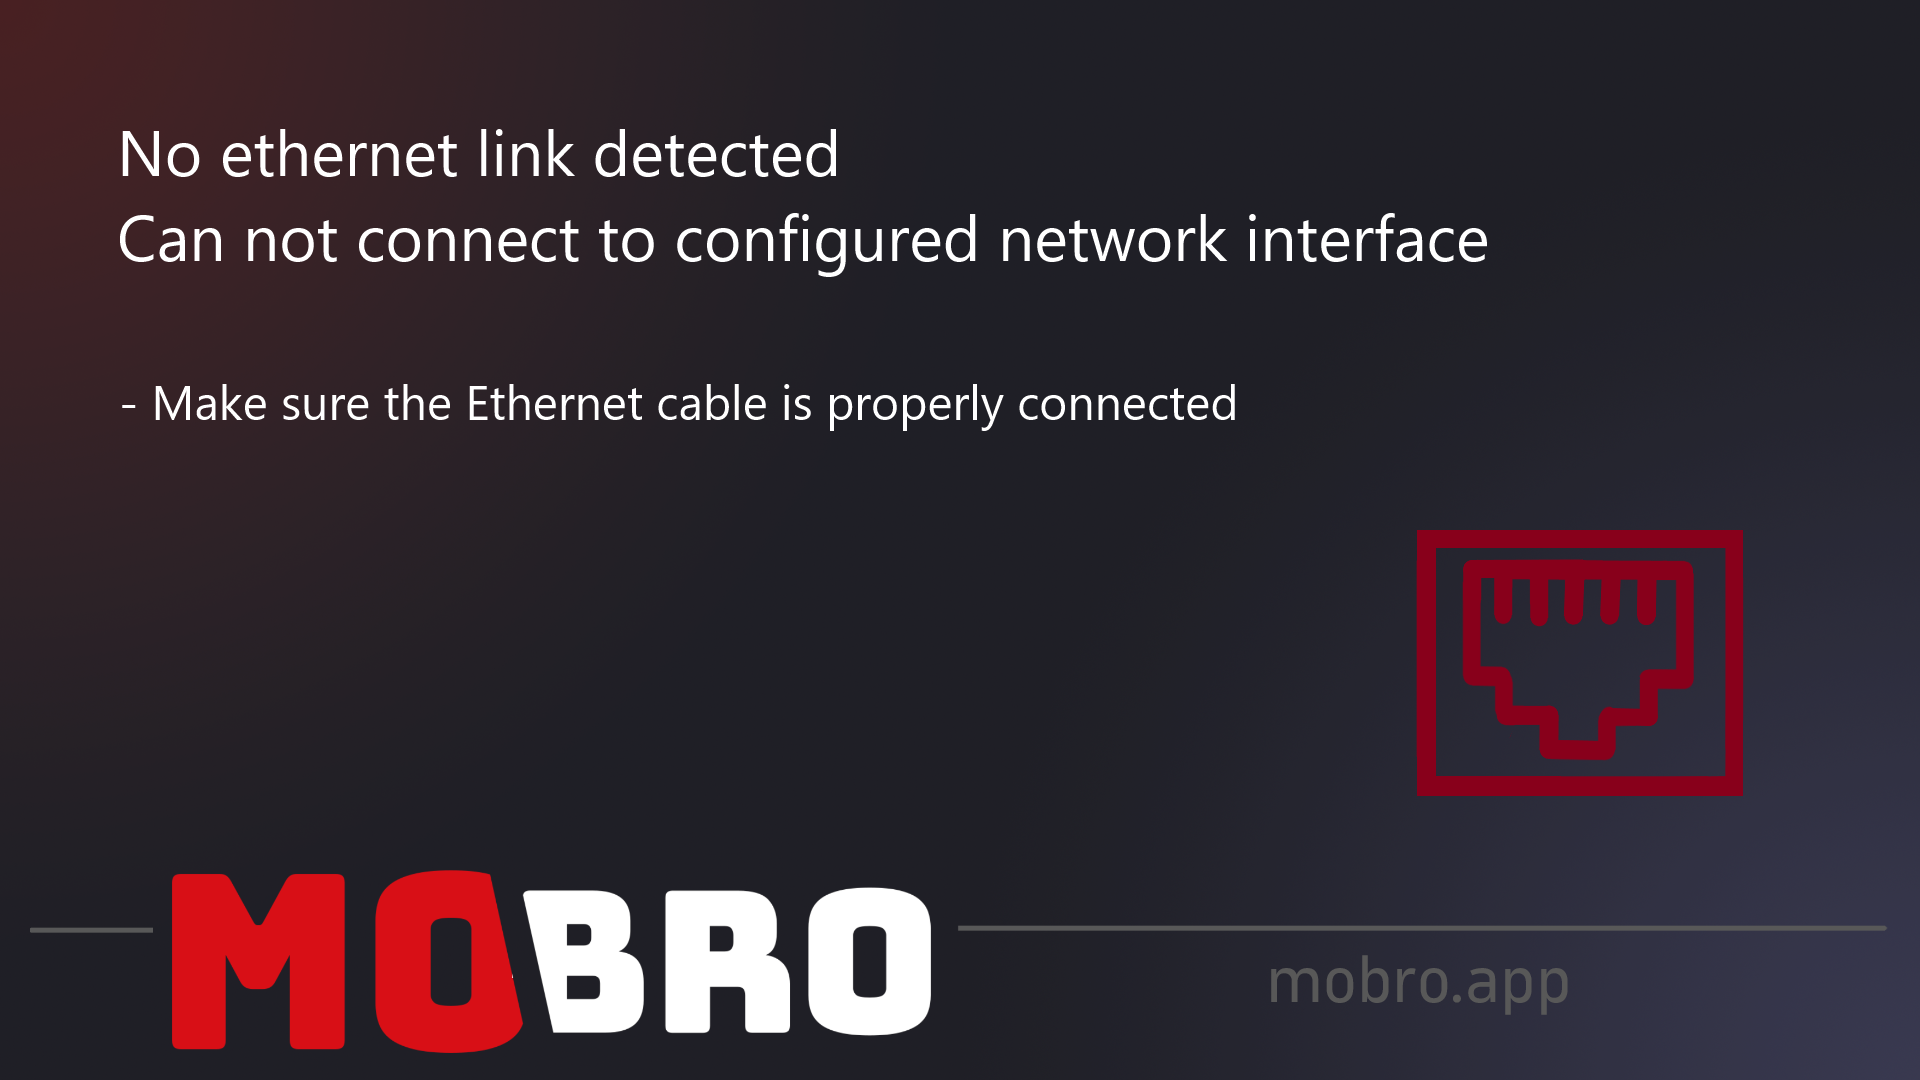 No ethernet link detected
Can not connect to configured network interface
- Make sure the Ethernet cable is properly connected
MOBRO
mobro.app